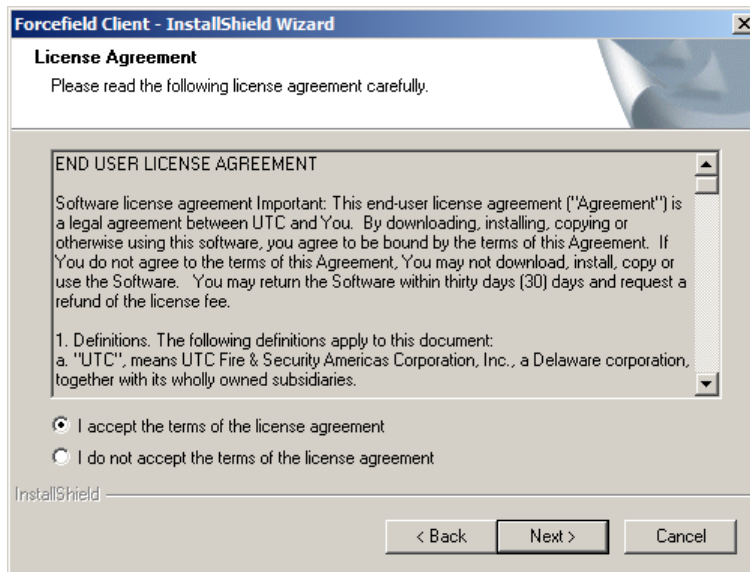 Forcefield Client - InstallShield Wizard
License Agreement
Please read the following license agreement carefully.
END USER LICENSE AGREEMENT
Software license agreement Important: This end-user license agreement ("Agreement") is
a legal agreement between UTC and You.  By downloading, installing, copying or
otherwise using this software, you agree to be bound by the terms of this Agreement.  If
You do not agree to the terms of this Agreement, You may not download, install, copy or
use the Software.   You may return the Software within thirty days (30) days and request a
refund of the license fee.
1. Definitions. The following definitions apply to this document:
a. "UTC", means UTC Fire & Security Americas Corporation, Inc., a Delaware corporation,
together with its wholly owned subsidiaries.
I accept the terms of the license agreement
I do not accept the terms of the license agreement
InstallShield
< Back
Next >
Cancel